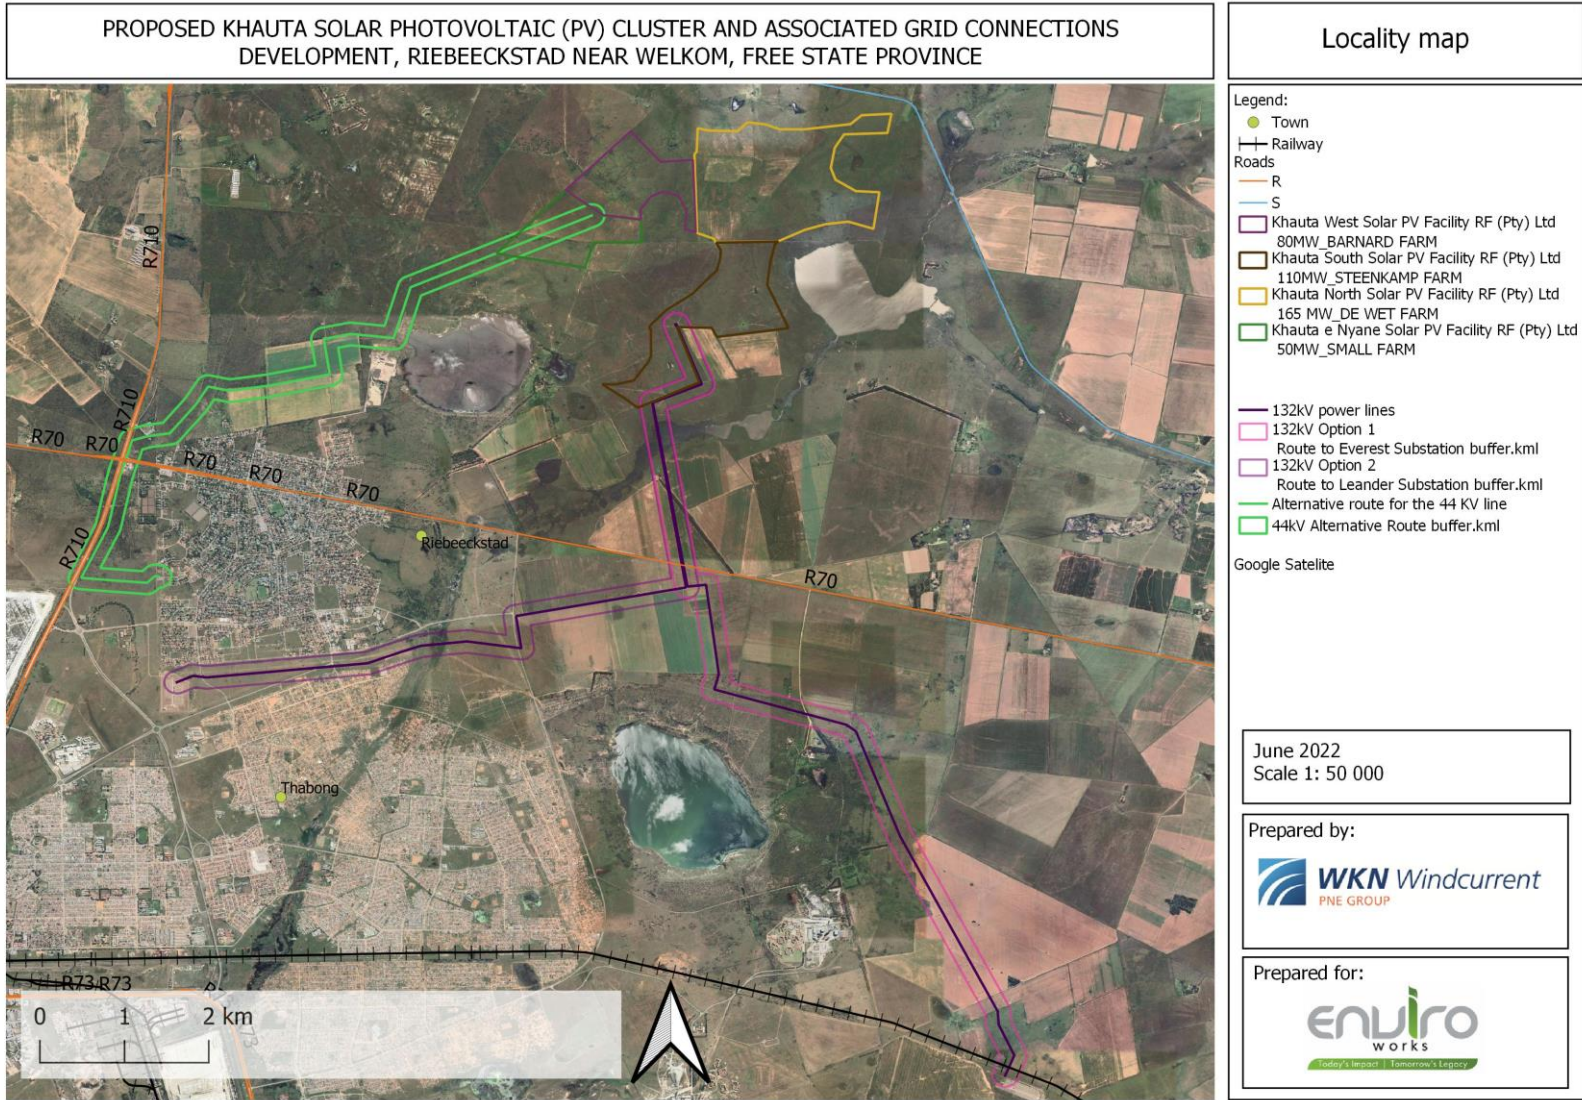 PROPOSED KHAUTA SOLAR PHOTOVOLTAIC (PV) CLUSTER AND ASSOCIATED GRID CONNECTIONS
DEVELOPMENT, RIEBEECKSTAD NEAR WELKOM, FREE STATE PROVINCE
Locality map
Legend:
Town
Railway
Roads
R
S
Khauta West Solar PV Facility RF (Pty) Ltd
80MW_BARNARD FARM
Khauta South Solar PV Facility RF (Pty) Ltd
110MW_STEENKAMP FARM
Khauta North Solar PV Facility RF (Pty) Ltd
165 MW_DE WET FARM
Khauta e Nyane Solar PV Facility RF (Pty) Ltd
50MW_SMALL FARM
132kV power lines
132kV Option 1
Route to Everest Substation buffer.kml
132kV Option 2
Route to Leander Substation buffer.kml
Alternative route for the 44 KV line
44kV Alternative Route buffer.kml
Google Satelite
June 2022
Scale 1: 50 000
Prepared by:
WKN Windcurrent
PNE GROUP
Prepared for:
enviro
works
Today's Impact | Tomorrow's Legacy
R710
R710
R70
R70
R70
R70
R70
R710
Riebeeckstad
R70
Thabong
R73
R73
0 1 2 km